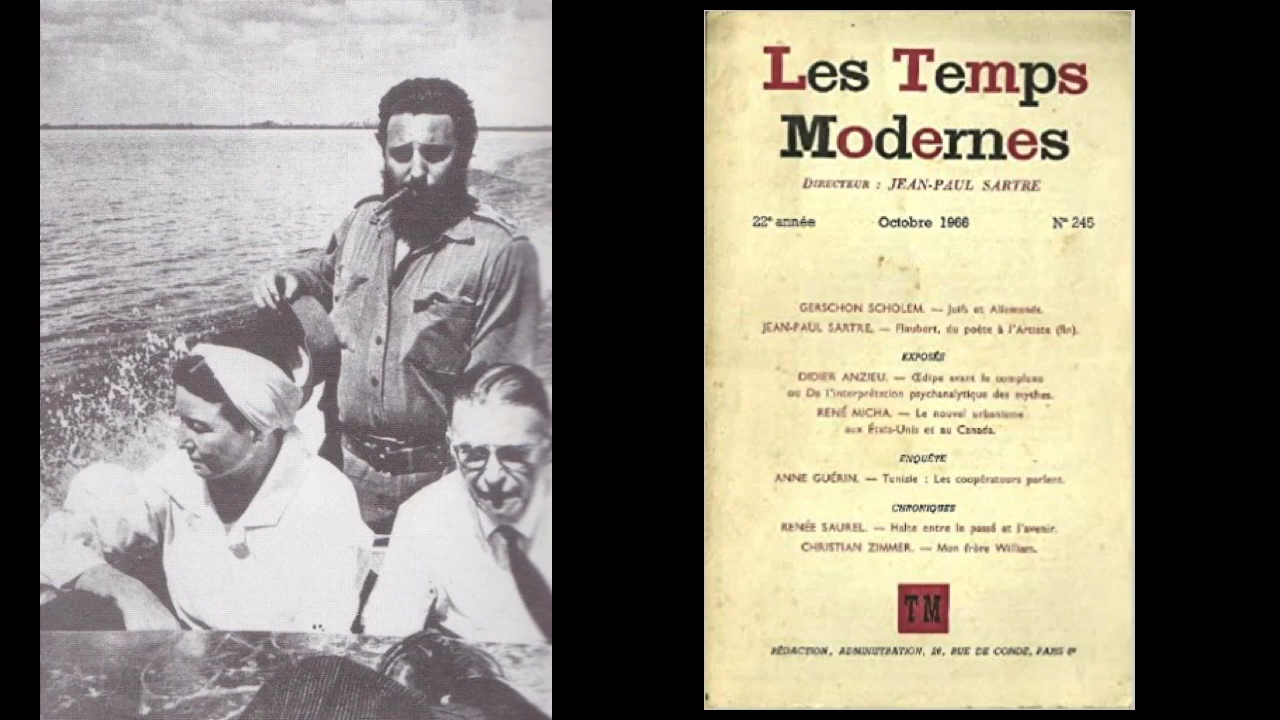 Les Temps
Modernes
DIRECTEUR : JEAN-PAUL SARTRE
22e année Octobre 1966 N° 245
GERSCHON SCHOLEM. — Juifs et Allemands.
JEAN-PAUL SARTRE. — Flaubert, du poète à l'Artiste (fin).
EXPOSÉS
DIDIER ANZIEU. — Œdipe avant le complexe
ou De l'interprétation psychanalytique des mythes.
RENÉ MICHA. — Le nouvel urbanisme
aux États-Unis et au Canada.
ENQUÊTE
ANNE GUÉRIN. — Tunisie : Les coopérateurs parlent.
CHRONIQUES
RENÉE SAUREL. — Halte entre le passé et l'avenir.
CHRISTIAN ZIMMER. — Mon frère William.
TM
RÉDACTION, ADMINISTRATION, 26, RUE DE CONDÉ, PARIS 6e